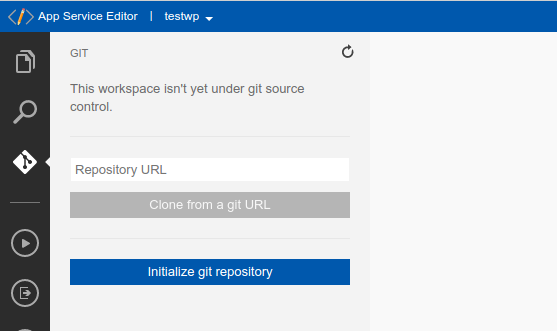 App Service Editor | testwp
GIT
This workspace isn't yet under git source
control.
Repository URL
Clone from a git URL
Initialize git repository